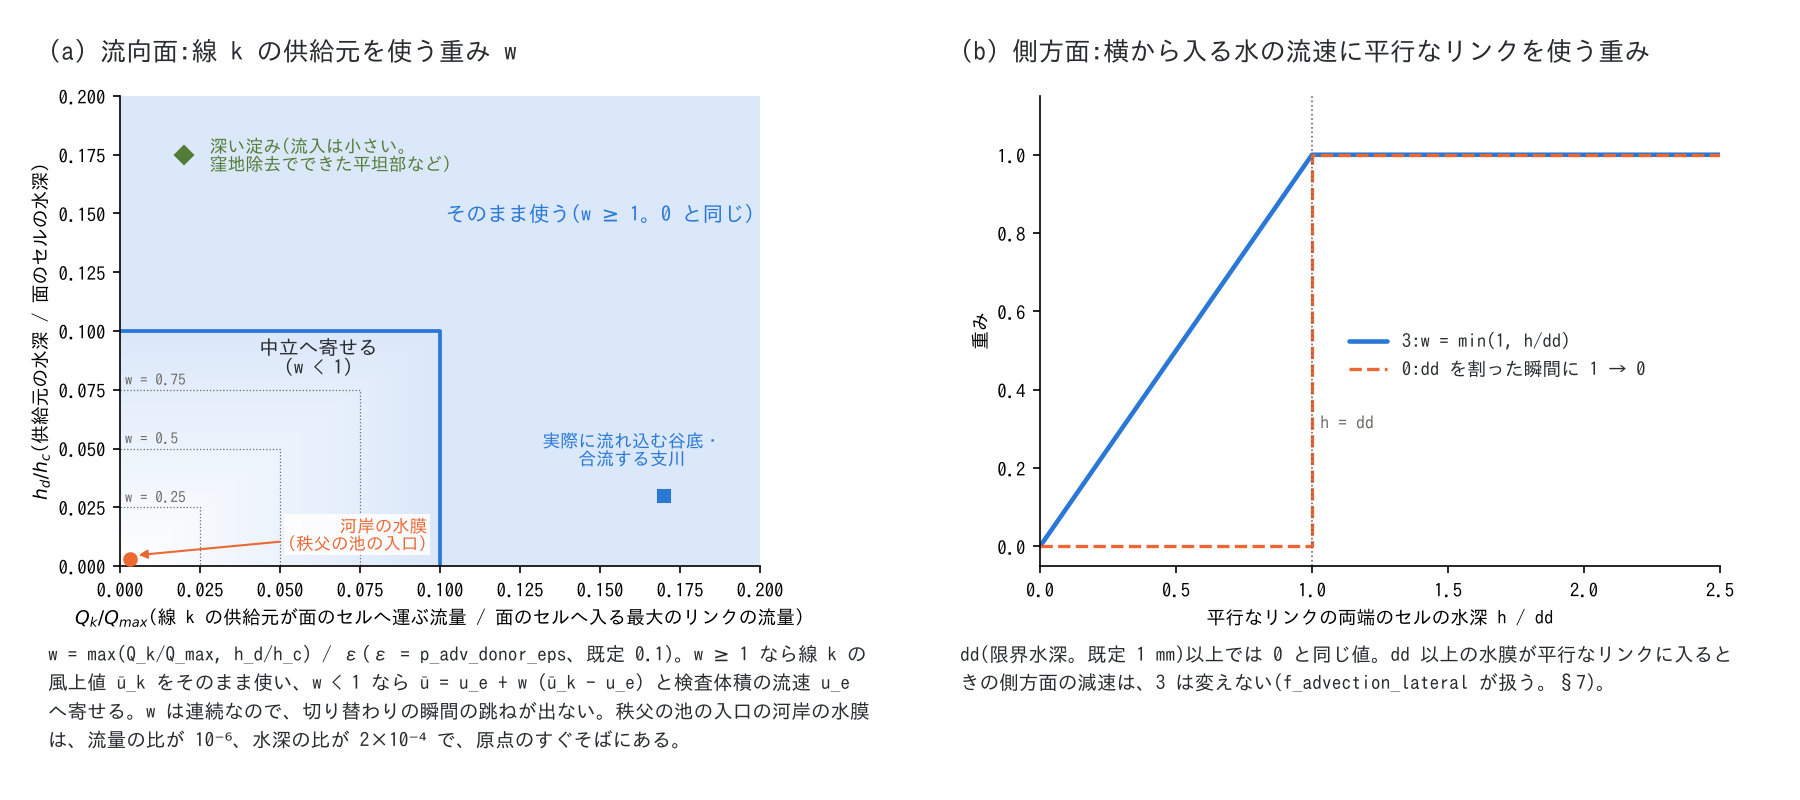 (a) 流向面:線 k の供給元を使う重み w
0.200
0.175
0.150
0.125
0.100
0.075
0.050
0.025
0.000
h_d/h_c(供給元の水深 / 面のセルの水深)
深い淀み(流入は小さい。
窪地除去でできた平坦部など)
そのまま使う(w ≥ 1。0 と同じ)
中立へ寄せる
(w < 1)
w = 0.75
w = 0.5
w = 0.25
実際に流れ込む谷底・
合流する支川
河岸の水膜
(秩父の池の入口)
0.000 0.025 0.050 0.075 0.100 0.125 0.150 0.175 0.200
Q_k/Q_max(線 k の供給元が面のセルへ運ぶ流量 / 面のセルへ入る最大のリンクの流量)
w = max(Q_k/Q_max, h_d/h_c) / ε(ε = p_adv_donor_eps、既定 0.1)。w ≥ 1 なら線 k の
風上値 ū_k をそのまま使い、w < 1 なら ū = u_e + w (ū_k − u_e) と検査体積の流速 u_e
へ寄せる。w は連続なので、切り替わりの瞬間の跳ねが出ない。秩父の池の入口の河岸の水膜
は、流量の比が 10⁻⁶、水深の比が 2×10⁻⁴ で、原点のすぐそばにある。
(b) 側方面:横から入る水の流速に平行なリンクを使う重み
1.0
0.8
0.6
0.4
0.2
0.0
重み
3:w = min(1, h/dd)
0:dd を割った瞬間に 1 → 0
h = dd
0.0 0.5 1.0 1.5 2.0 2.5
平行なリンクの両端のセルの水深 h / dd
dd(限界水深。既定 1 mm)以上では 0 と同じ値。dd 以上の水膜が平行なリンクに入ると
きの側方面の減速は、3 は変えない(f_advection_lateral が扱う。§7)。